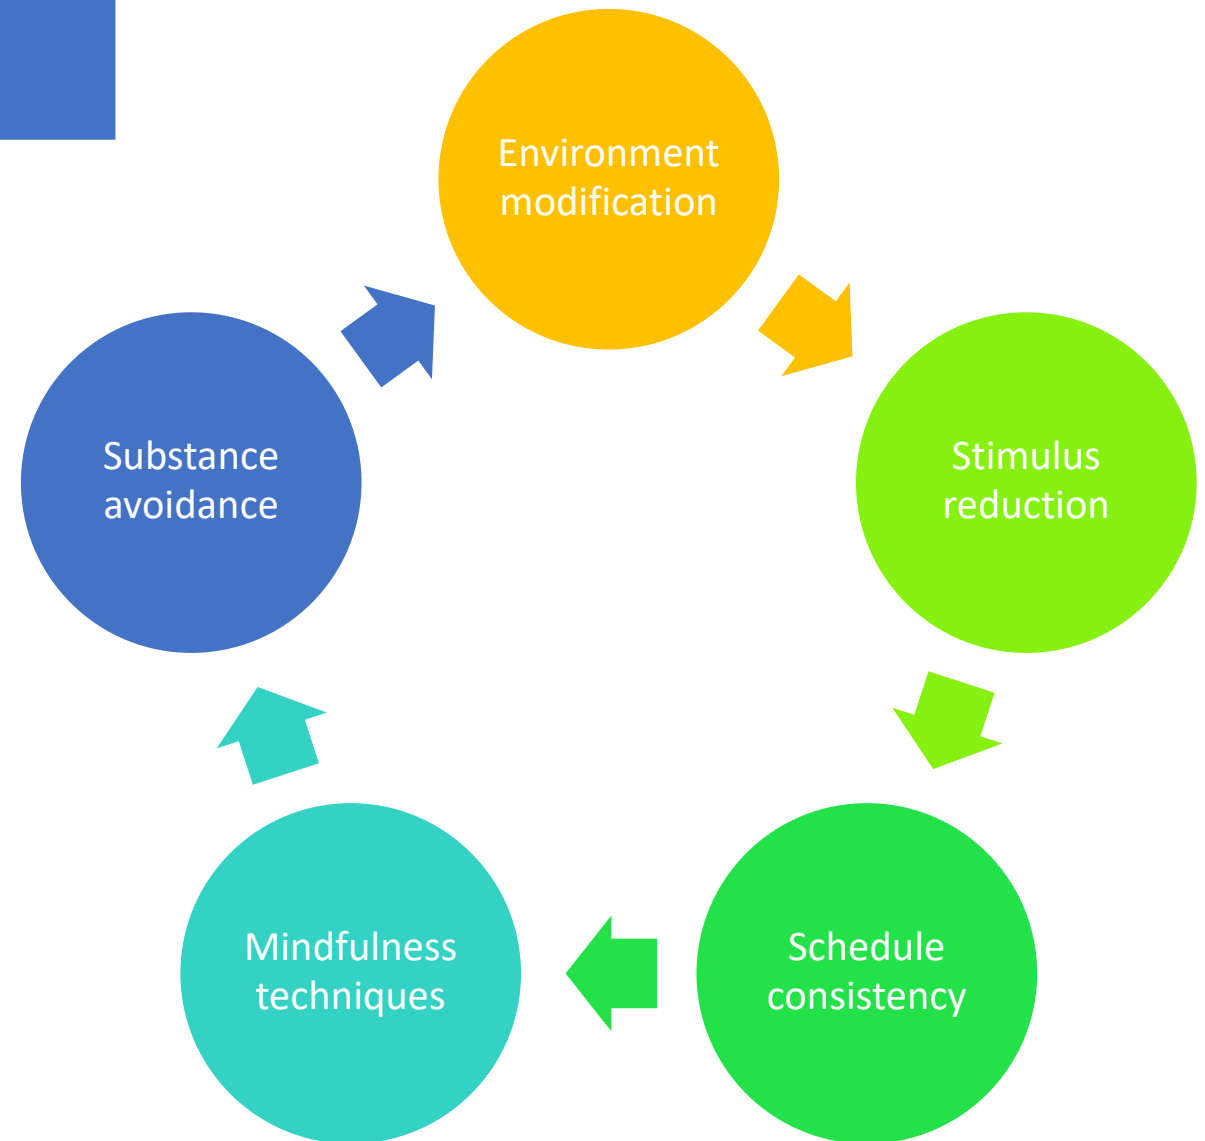 Environment
modification
Stimulus
reduction
Schedule
consistency
Mindfulness
techniques
Substance
avoidance